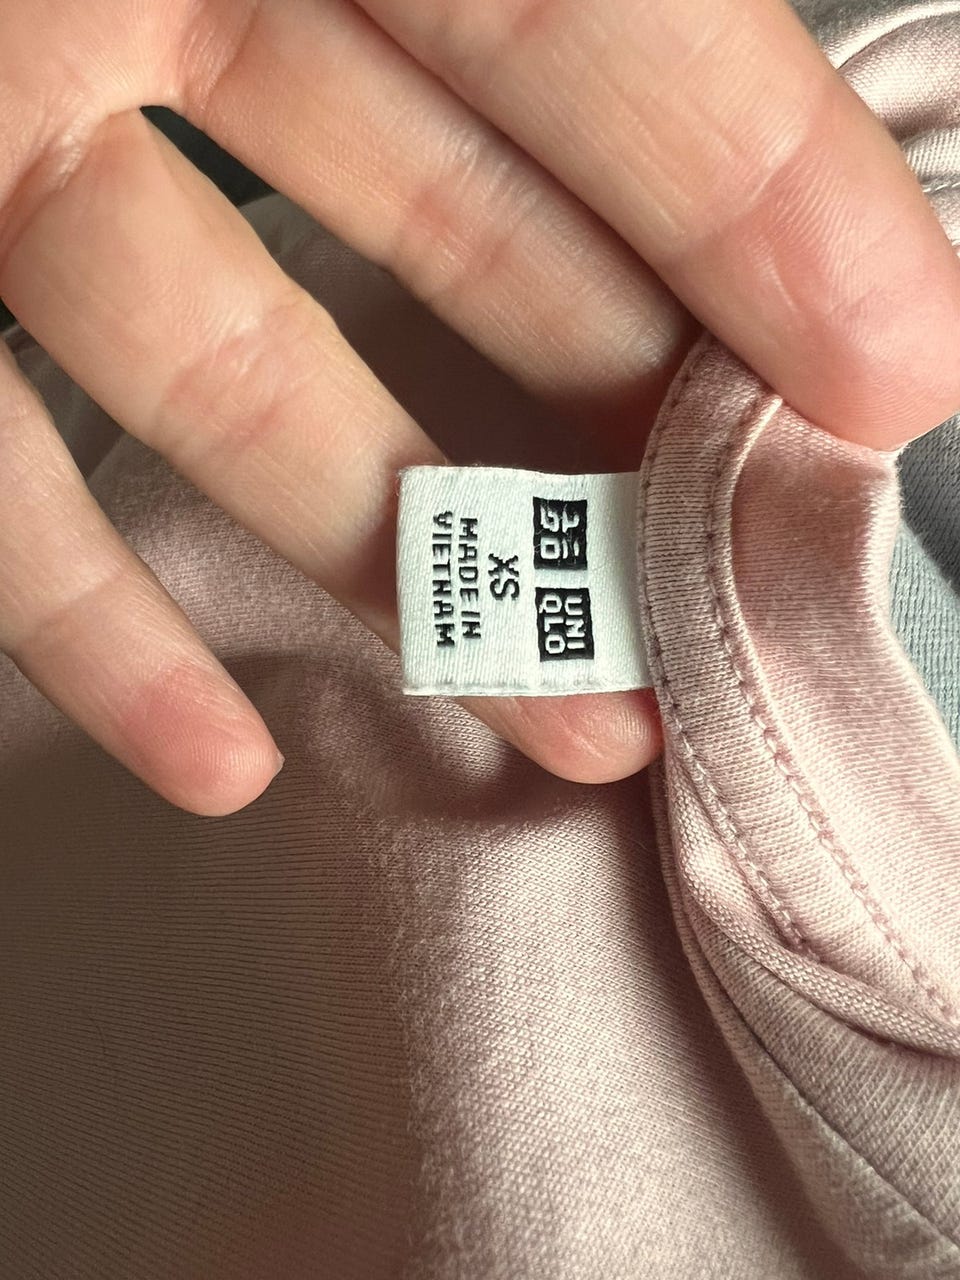 ユニ
クロ
UNI
QLO
XS
MADE IN
VIETNAM